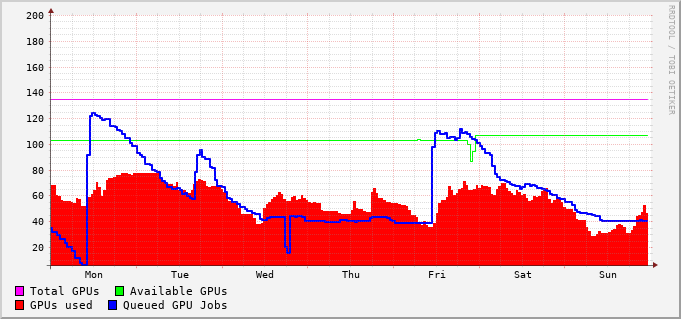 200
180
160
140
120
100
80
60
40
20
Mon Tue Wed Thu Fri Sat Sun
Total GPUs Available GPUs
GPUs used Queued GPU Jobs
RRDTOOL / TOBI OETIKER